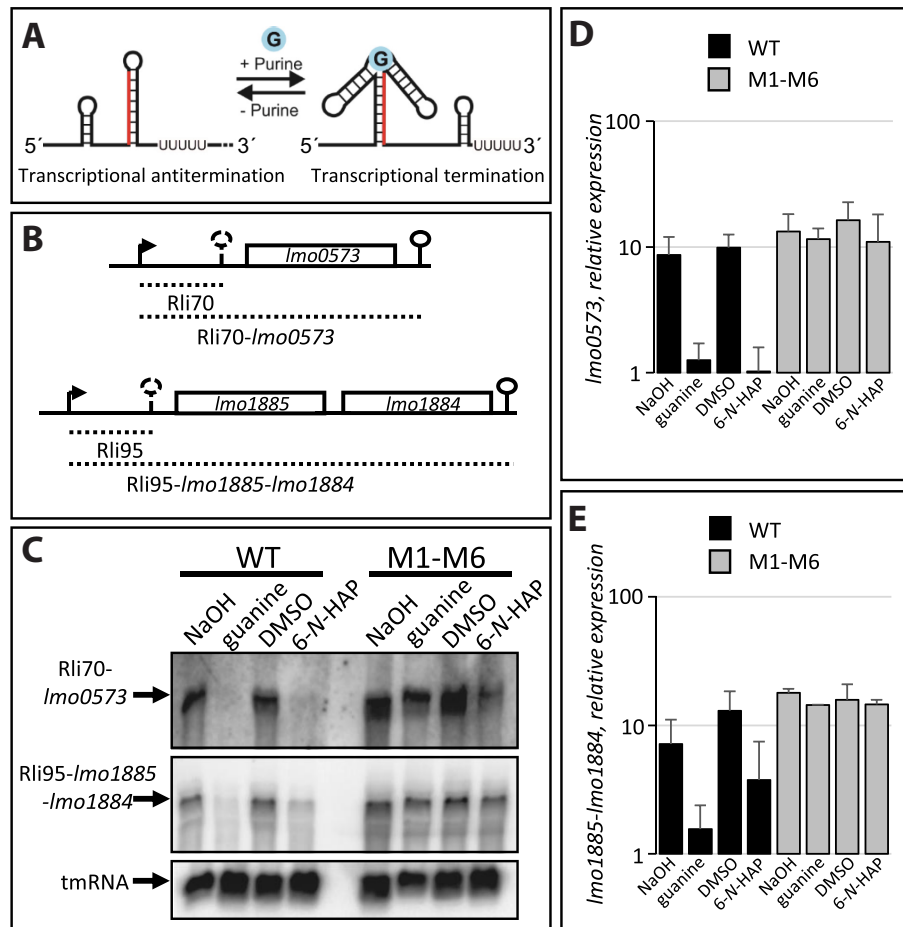 A
G
+ Purine
- Purine
G
5´ UUUUU 3´
5´ UUUUU 3´
Transcriptional antitermination
Transcriptional termination
B
lmo0573
Rli70
Rli70-lmo0573
lmo1885
lmo1884
Rli95
Rli95-lmo1885-lmo1884
C
WT
M1-M6
NaOH
guanine
DMSO
6-N-HAP
NaOH
guanine
DMSO
6-N-HAP
Rli70-
lmo0573
Rli95-lmo1885
-lmo1884
tmRNA
D
WT
M1-M6
lmo0573, relative expression
100
10
1
NaOH
guanine
DMSO
6-N-HAP
NaOH
guanine
DMSO
6-N-HAP
E
WT
M1-M6
lmo1885-lmo1884, relative expression
100
10
1
NaOH
guanine
DMSO
6-N-HAP
NaOH
guanine
DMSO
6-N-HAP